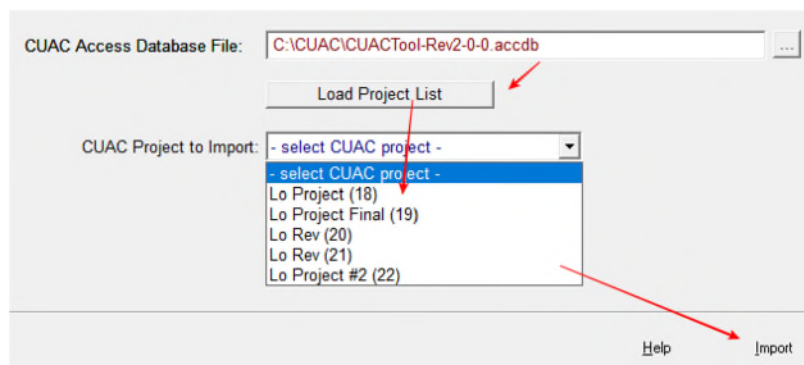 CUAC Access Database File: C:\CUAC\CUACTool-Rev2-0-0.accdb ...
Load Project List
CUAC Project to Import: - select CUAC project -
- select CUAC project -
Lo Project (18)
Lo Project Final (19)
Lo Rev (20)
Lo Rev (21)
Lo Project #2 (22)
Help Import